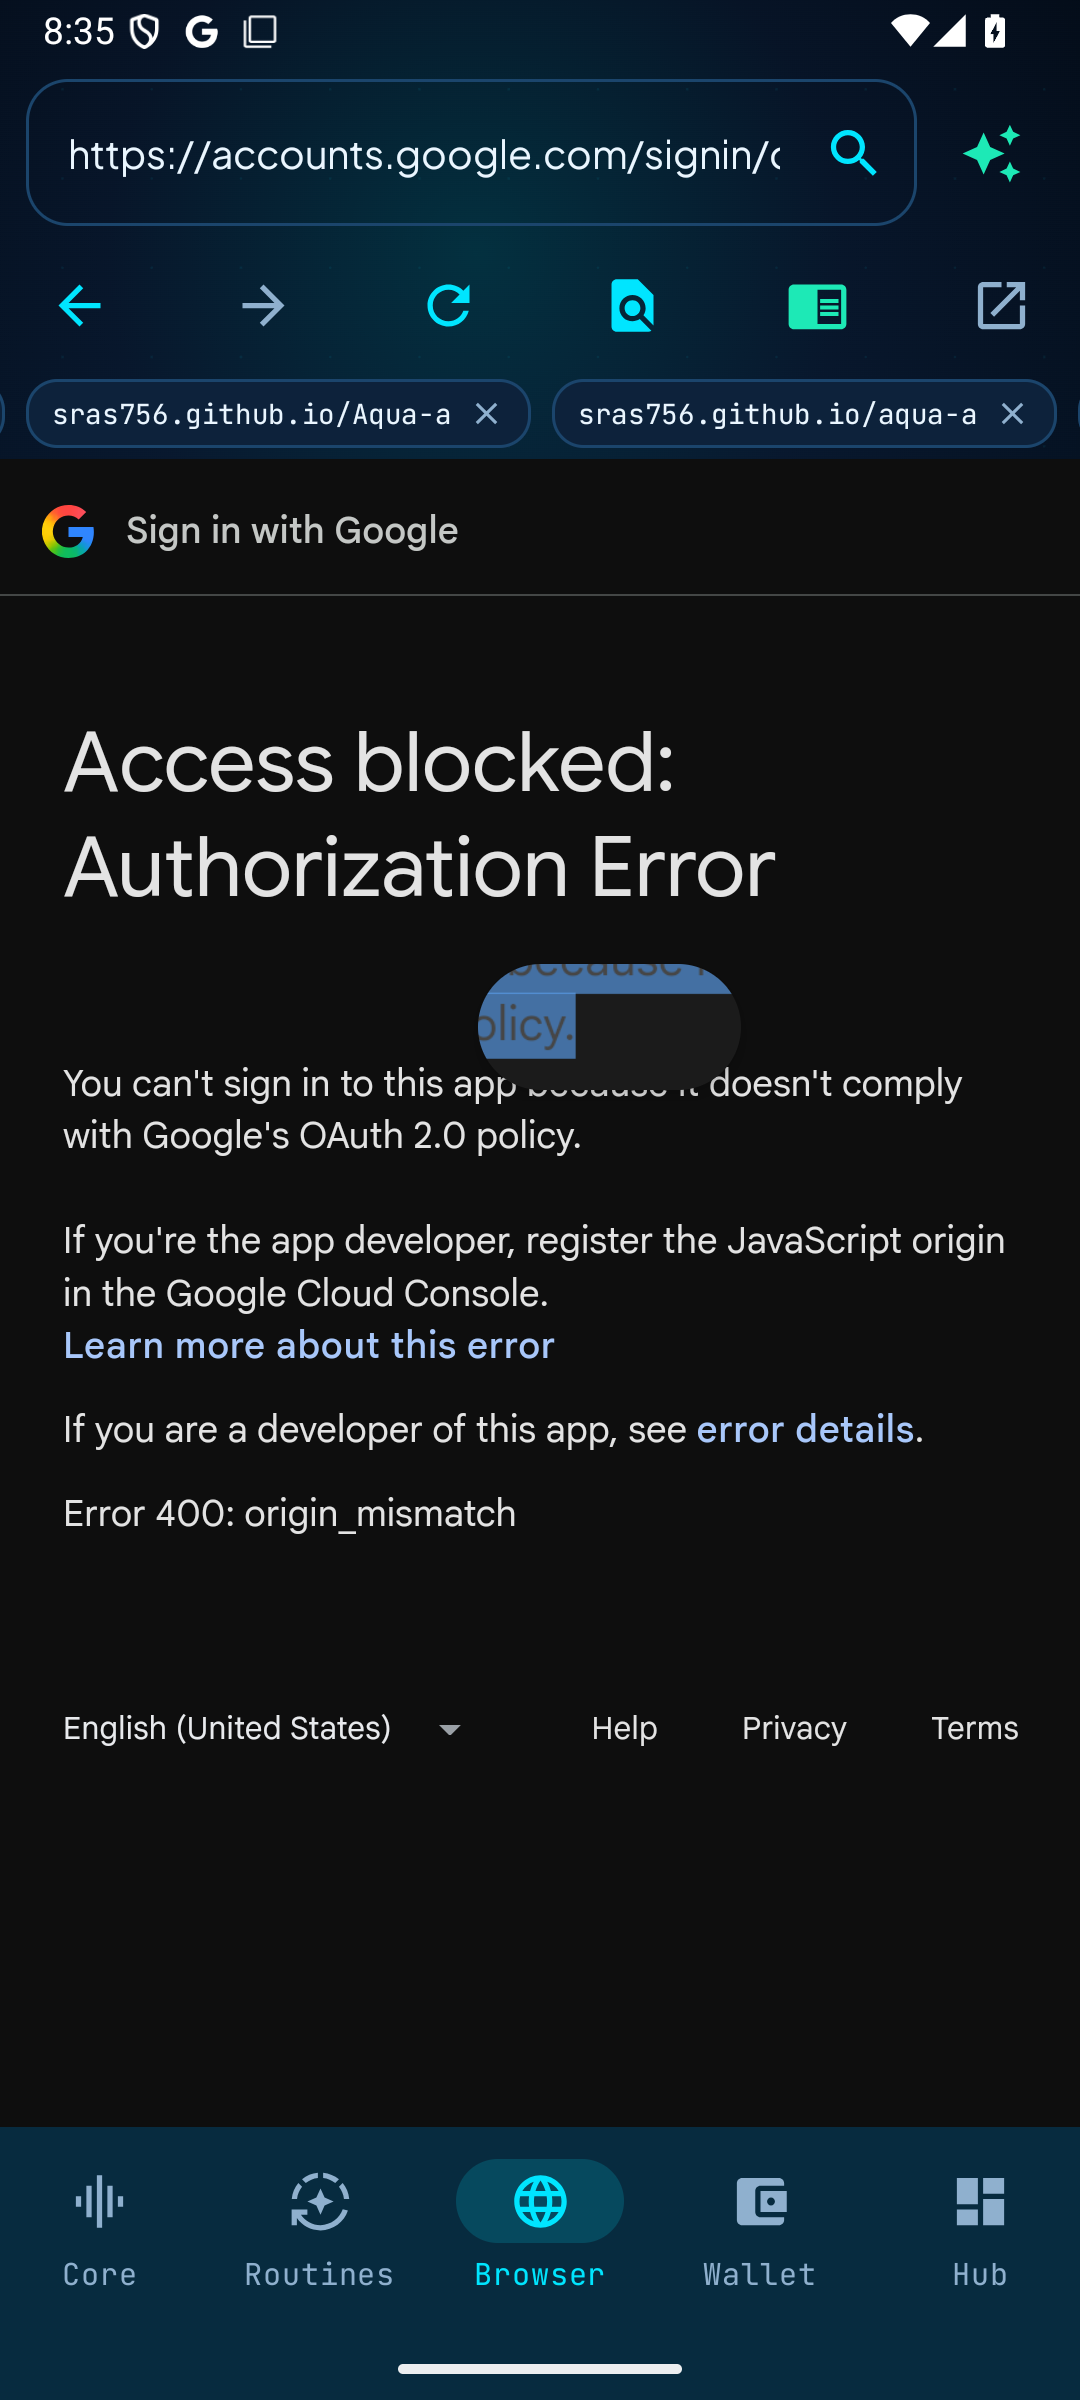 8:35
https://accounts.google.com/signin/
sras756.github.io/Aqua-a
sras756.github.io/aqua-a
Sign in with Google
Access blocked:
Authorization Error
because
olicy.
You can't sign in to this app because it doesn't comply
with Google's OAuth 2.0 policy.
If you're the app developer, register the JavaScript origin
in the Google Cloud Console.
Learn more about this error
If you are a developer of this app, see error details.
Error 400: origin_mismatch
English (United States)
Help
Privacy
Terms
Core
Routines
Browser
Wallet
Hub